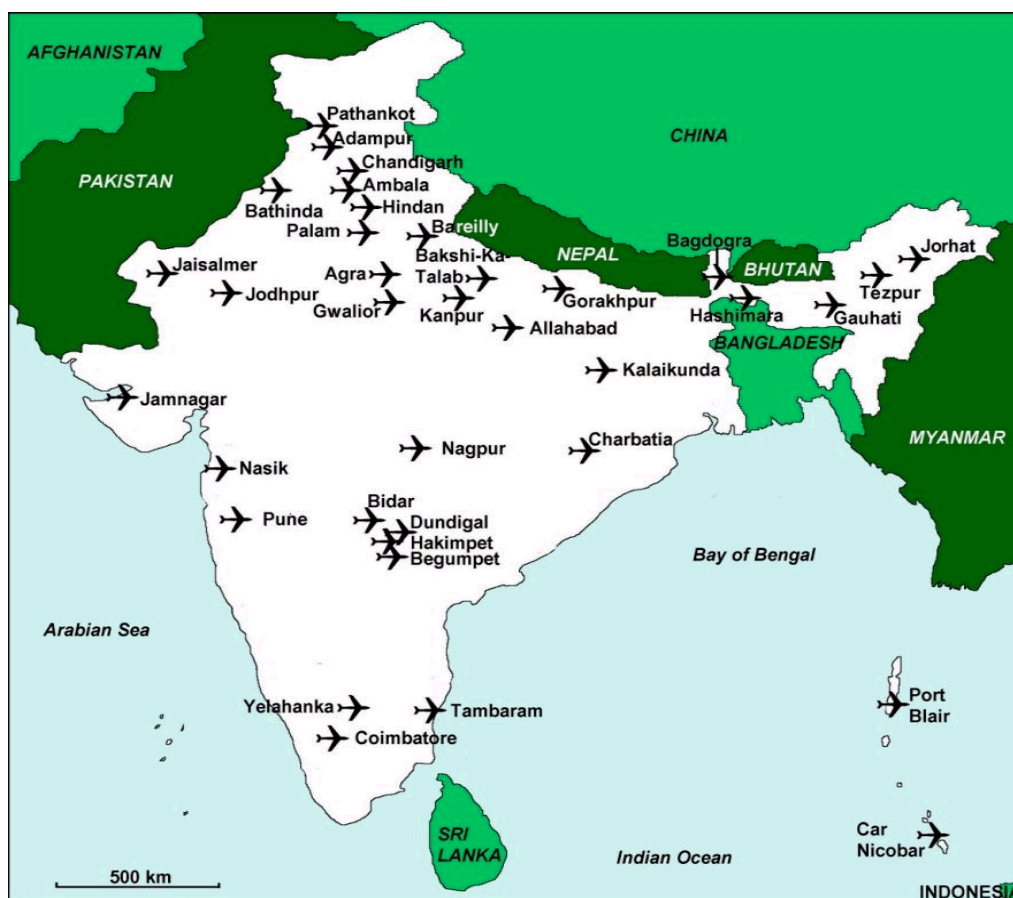 AFGHANISTAN
Pathankot
Adampur
CHINA
Chandigarh
PAKISTAN
Ambala
Bathinda
Hindan
Palam
Bareilly
Bakshi-Ka-
Talab
NEPAL
Bagdogra
Jorhat
Jaisalmer
Agra
BHUTAN
Tezpur
Jodhpur
Gwalior
Kanpur
Gorakhpur
Hashimara
Gauhati
Allahabad
BANGLADESH
Kalaikunda
Jamnagar
MYANMAR
Nagpur
Charbatia
Nasik
Bidar
Pune
Dundigal
Hakimpet
Begumpet
Bay of Bengal
Arabian Sea
Yelahanka
Tambaram
Port
Blair
Coimbatore
SRI
LANKA
Car
Nicobar
Indian Ocean
500 km
INDONESIA